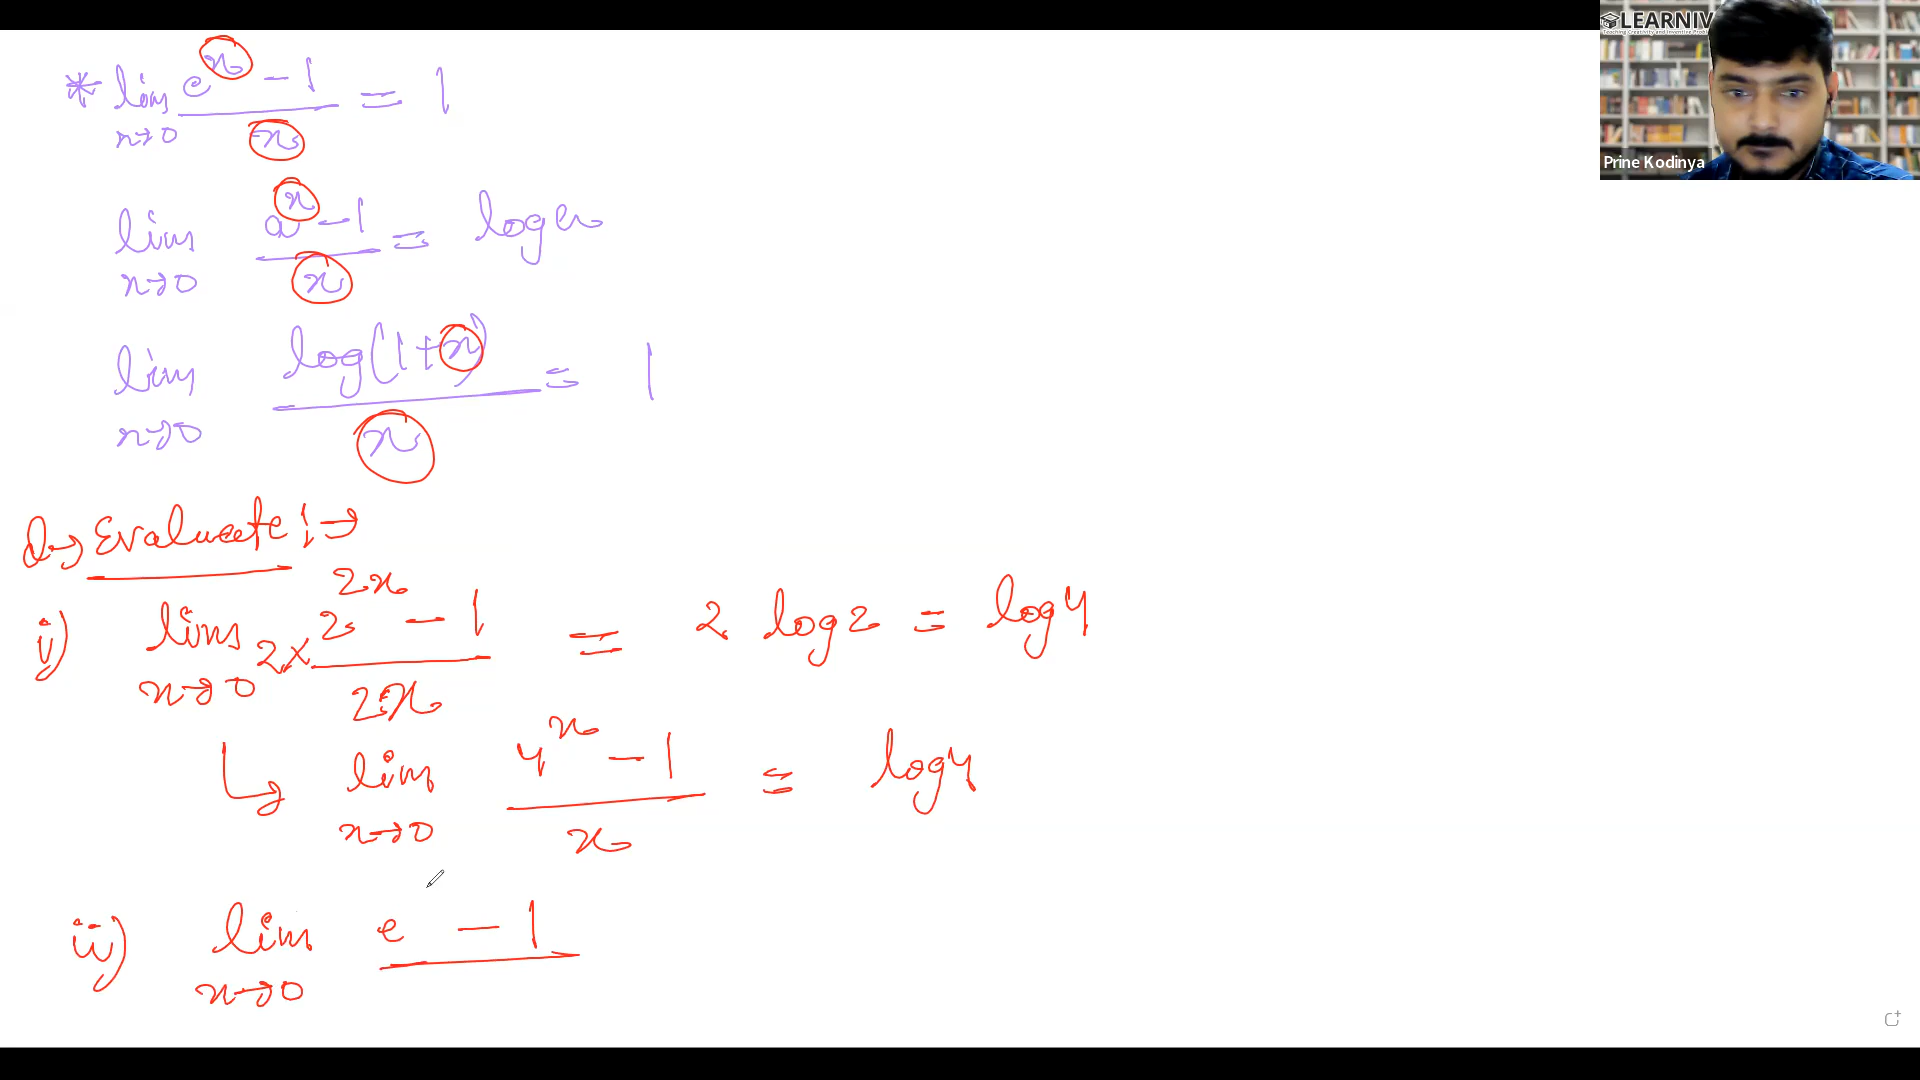 * lim x→0 (e^x - 1)/x = 1
lim x→0 (a^x - 1)/x = log a
lim x→0 log(1+x)/x = 1
Q→ Evaluate :→
i) lim x→0 2× (2^2x - 1)/2x = 2 log 2 = log 4
↳ lim x→0 (4^x - 1)/x = log 4
ii) lim x→0 e - 1
LEARNIV
Prine Kodinya